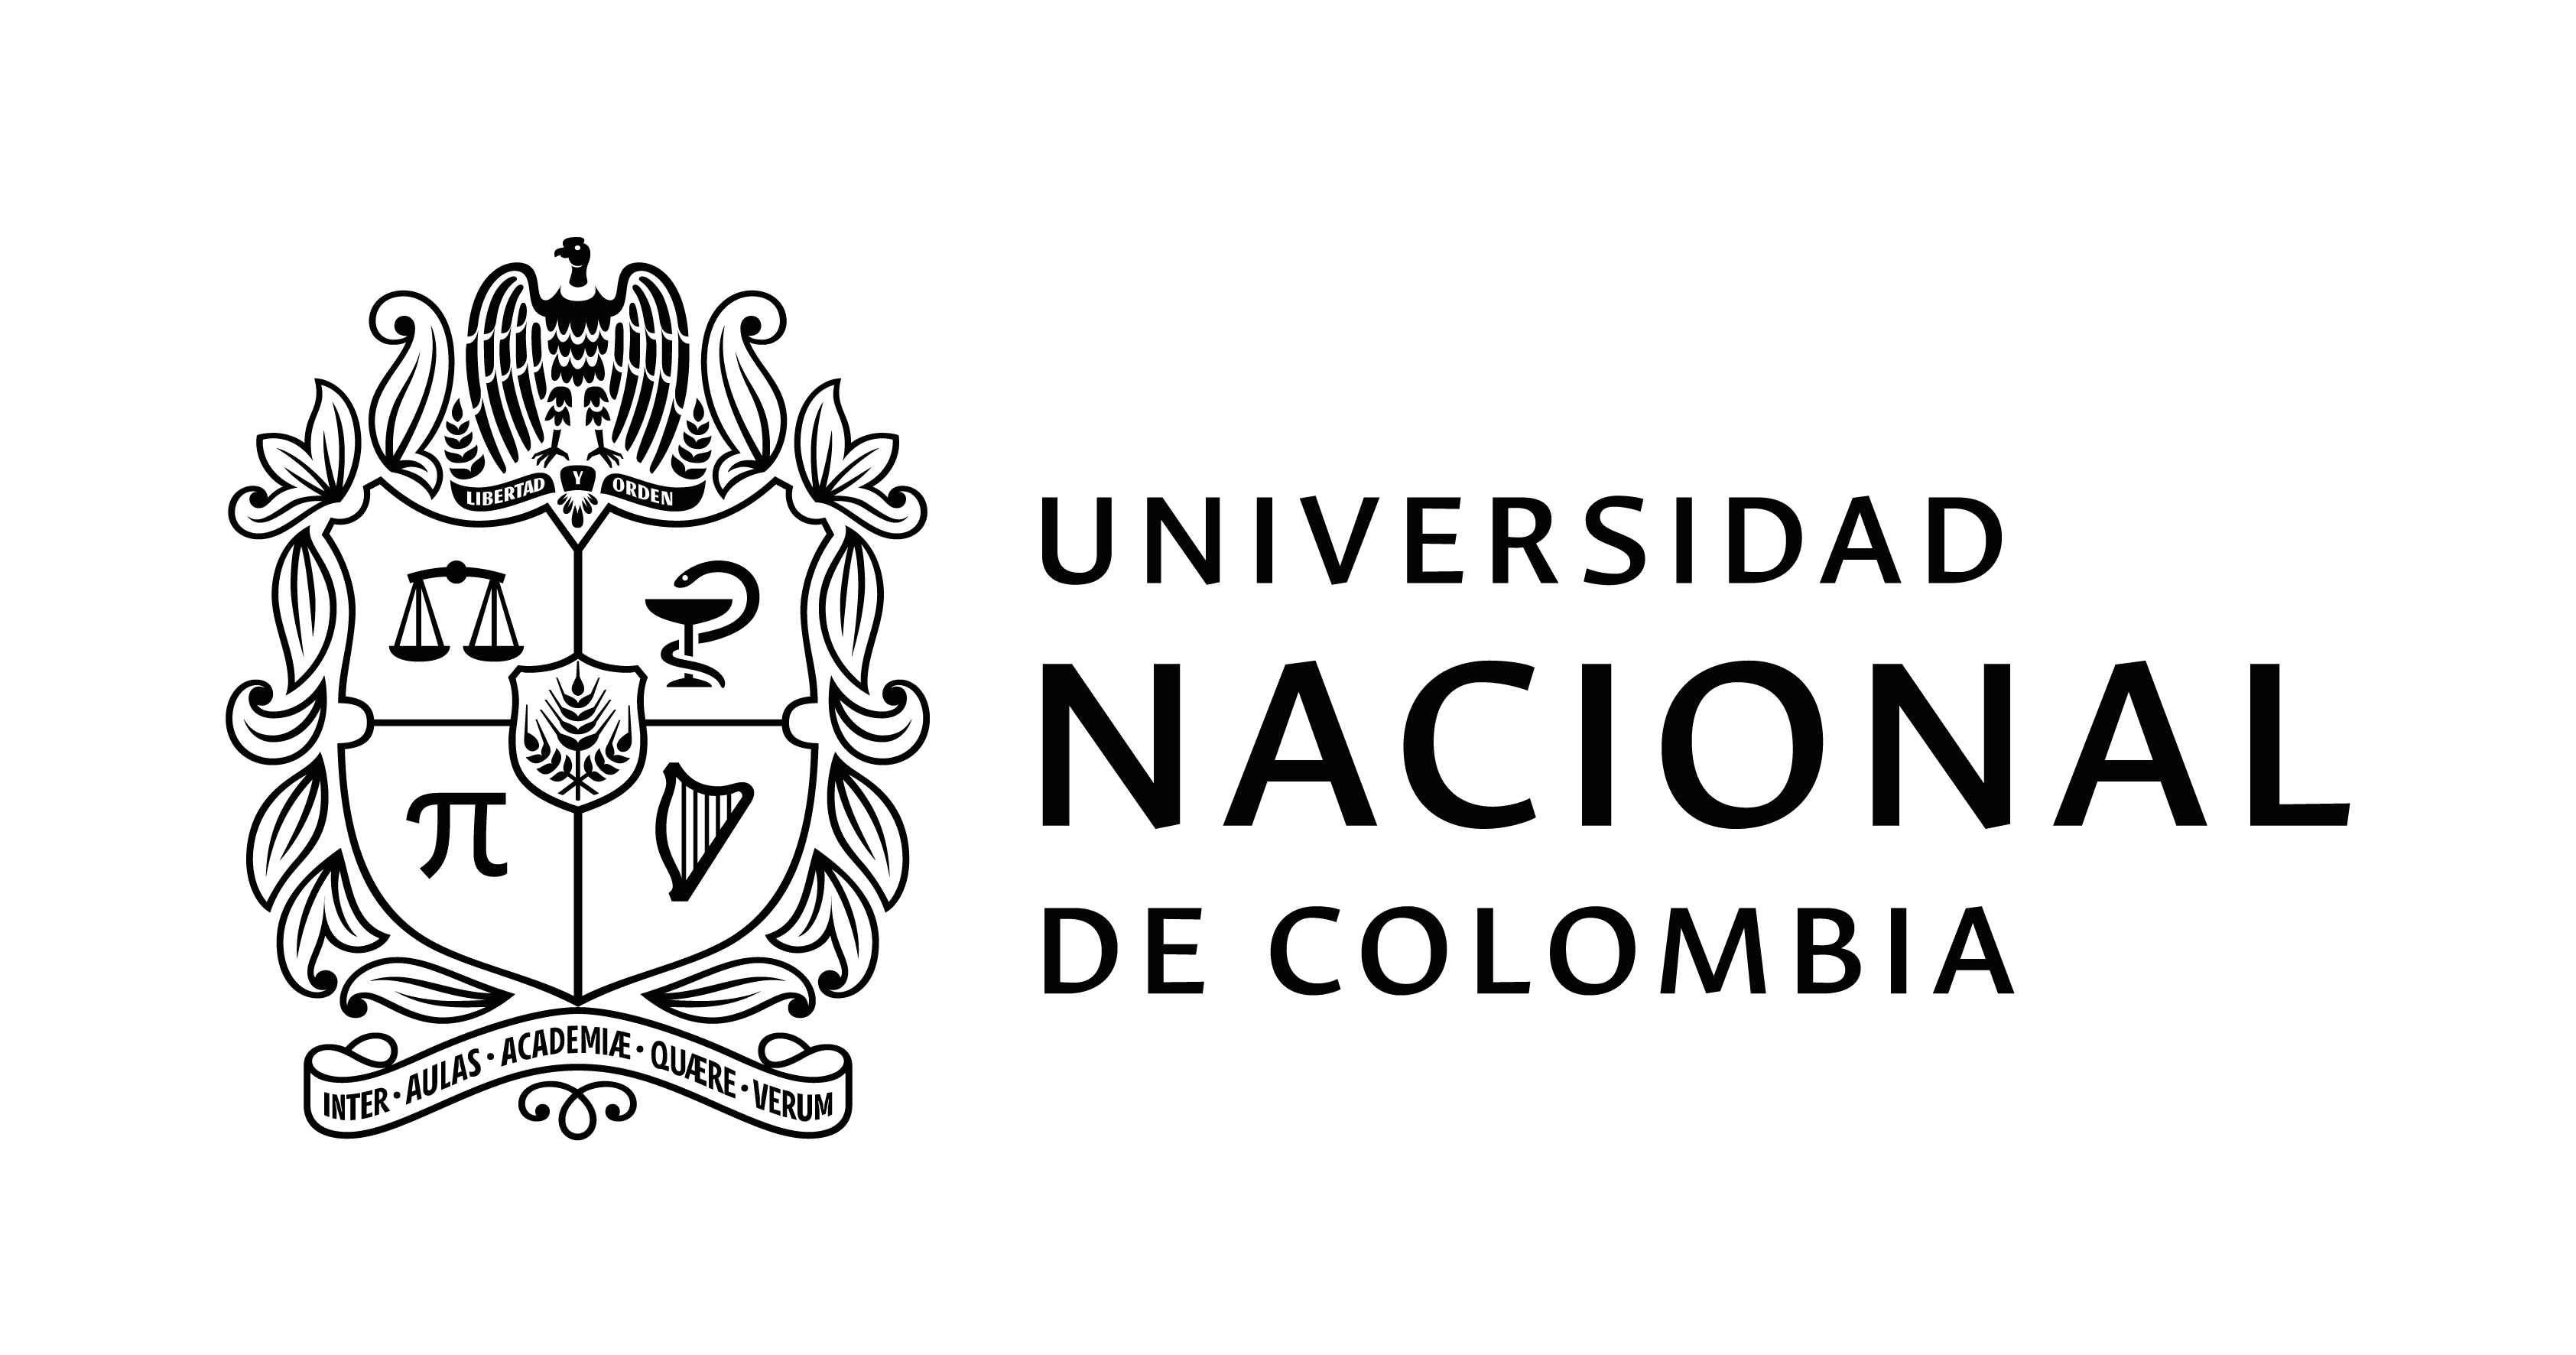 LIBERTAD Y ORDEN
π
INTER · AULAS · ACADEMIÆ · QUÆRE · VERUM
UNIVERSIDAD
NACIONAL
DE COLOMBIA